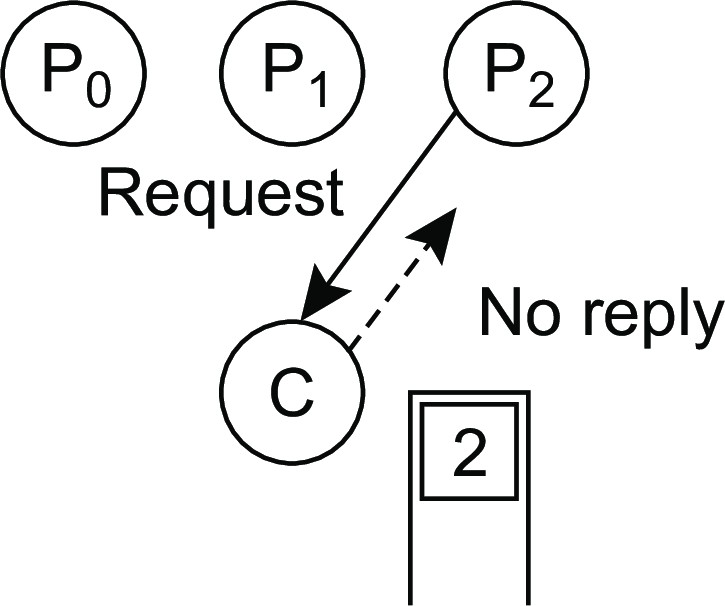 P₀ P₁ P₂
Request
No reply
C
2